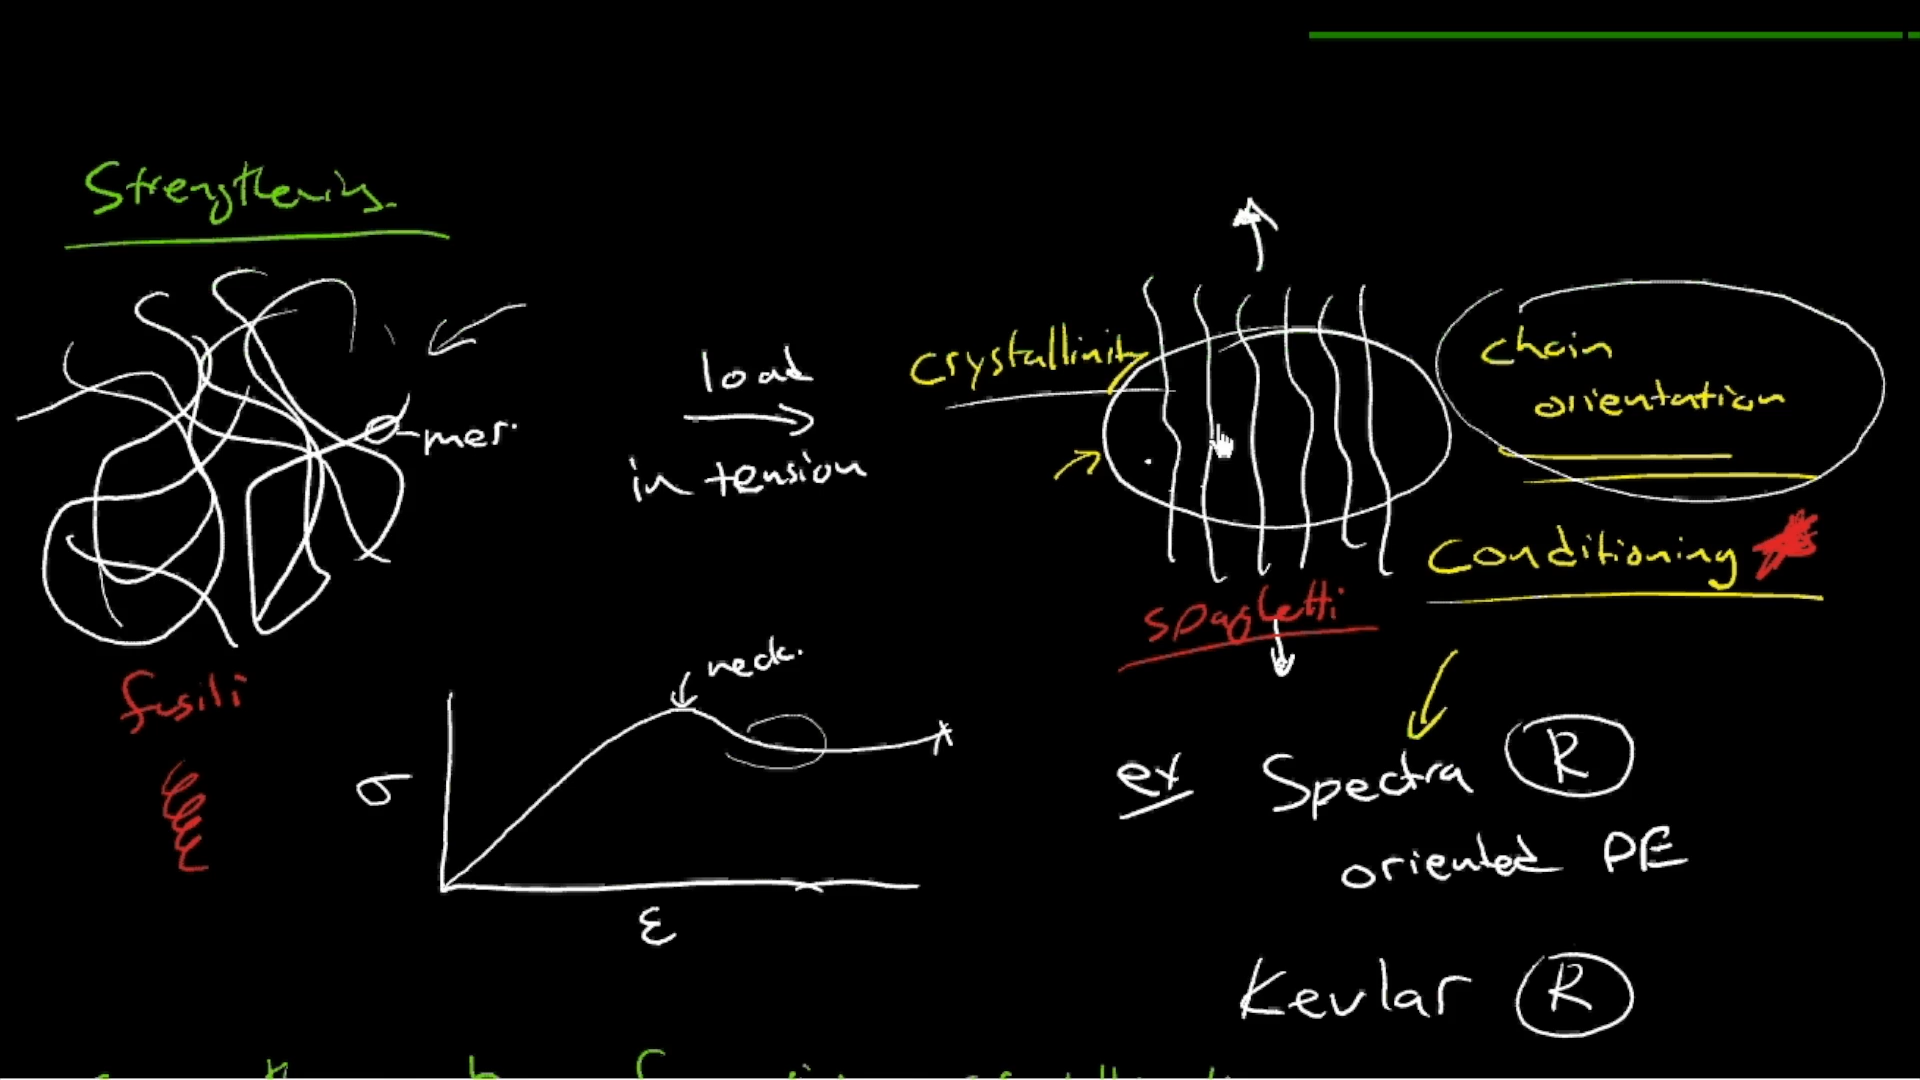 Strengthening
load
in tension
mer.
crystallinity
chain
orientation
conditioning
spaghetti
fusili
neck.
σ
ε
ex Spectra R
oriented PE
Kevlar R